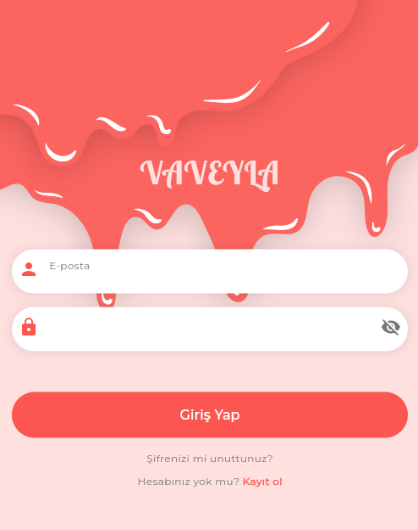 VAVEYLA
E-posta
Giriş Yap
Şifrenizi mi unuttunuz?
Hesabınız yok mu? Kayıt ol